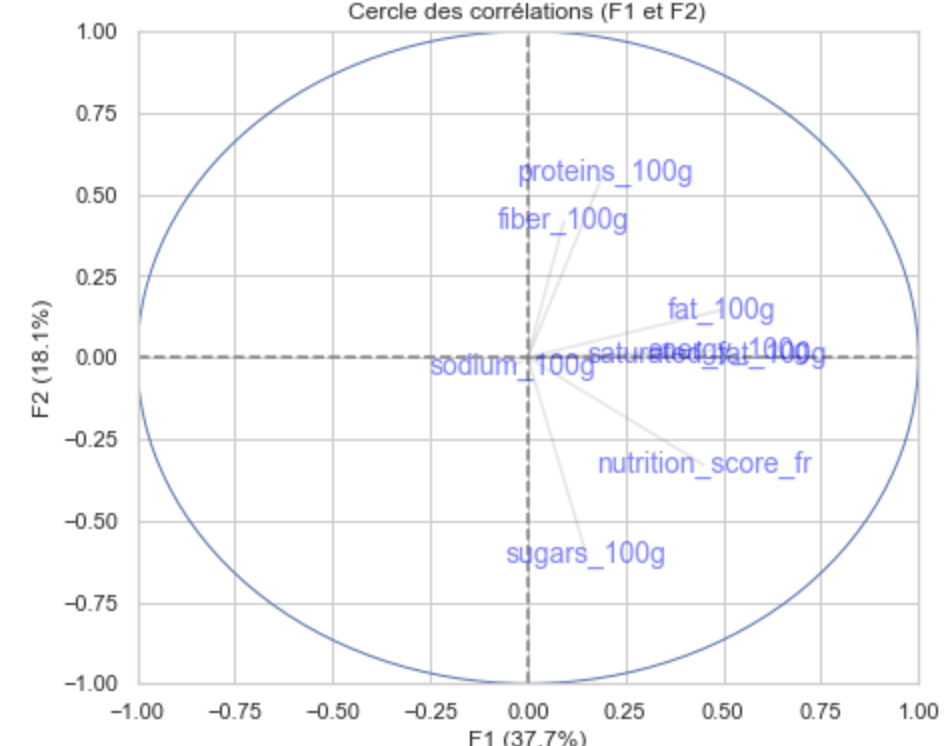 Cercle des corrélations (F1 et F2)
1.00
0.75
proteins_100g
0.50
fiber_100g
0.25
fat_100g
energy_100g
saturated_fat_100g
0.00
sodium_100g
F2 (18.1%)
−0.25
nutrition_score_fr
−0.50
sugars_100g
−0.75
−1.00
−1.00 −0.75 −0.50 −0.25 0.00 0.25 0.50 0.75 1.00
F1 (37.7%)